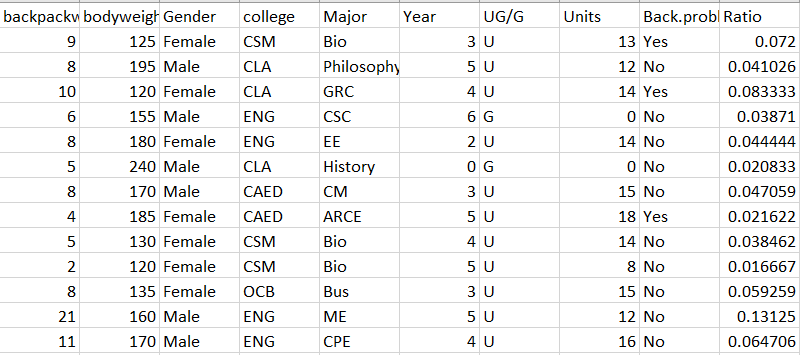 backpackw bodyweigh Gender college Major Year UG/G Units Back.probl Ratio
9 125 Female CSM Bio 3 U 13 Yes 0.072
8 195 Male CLA Philosophy 5 U 12 No 0.041026
10 120 Female CLA GRC 4 U 14 Yes 0.083333
6 155 Male ENG CSC 6 G 0 No 0.03871
8 180 Female ENG EE 2 U 14 No 0.044444
5 240 Male CLA History 0 G 0 No 0.020833
8 170 Male CAED CM 3 U 15 No 0.047059
4 185 Female CAED ARCE 5 U 18 Yes 0.021622
5 130 Female CSM Bio 4 U 14 No 0.038462
2 120 Female CSM Bio 5 U 8 No 0.016667
8 135 Female OCB Bus 3 U 15 No 0.059259
21 160 Male ENG ME 5 U 12 No 0.13125
11 170 Male ENG CPE 4 U 16 No 0.064706